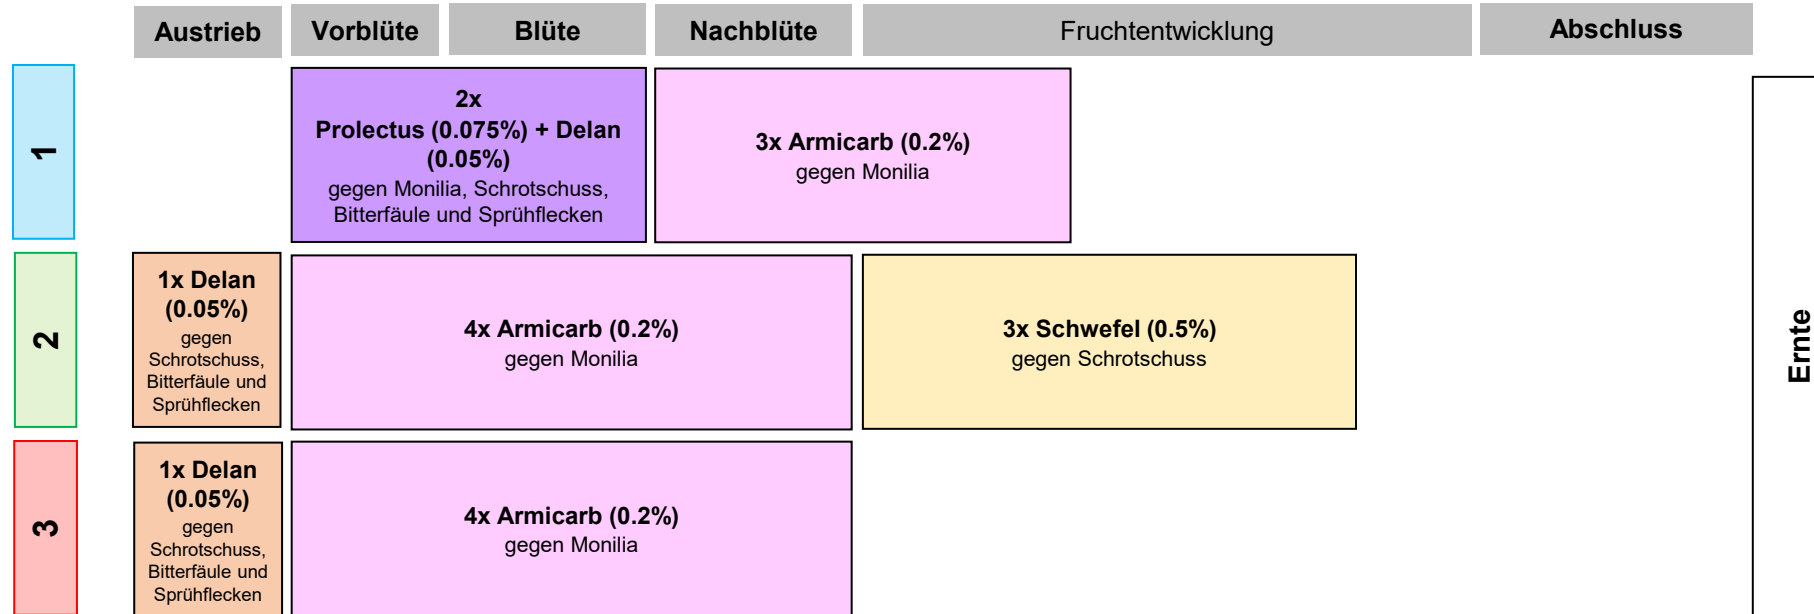 Austrieb
Vorblüte
Blüte
Nachblüte
Fruchtentwicklung
Abschluss
1
2x
Prolectus (0.075%) + Delan
(0.05%)
gegen Monilia, Schrotschuss,
Bitterfäule und Sprühflecken
3x Armicarb (0.2%)
gegen Monilia
2
1x Delan
(0.05%)
gegen
Schrotschuss,
Bitterfäule und
Sprühflecken
4x Armicarb (0.2%)
gegen Monilia
3x Schwefel (0.5%)
gegen Schrotschuss
3
1x Delan
(0.05%)
gegen
Schrotschuss,
Bitterfäule und
Sprühflecken
4x Armicarb (0.2%)
gegen Monilia
Ernte